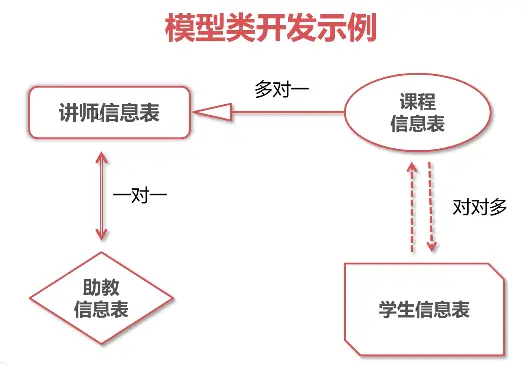 模型类开发示例
讲师信息表
多对一
课程
信息表
一对一
对对多
助教
信息表
学生信息表